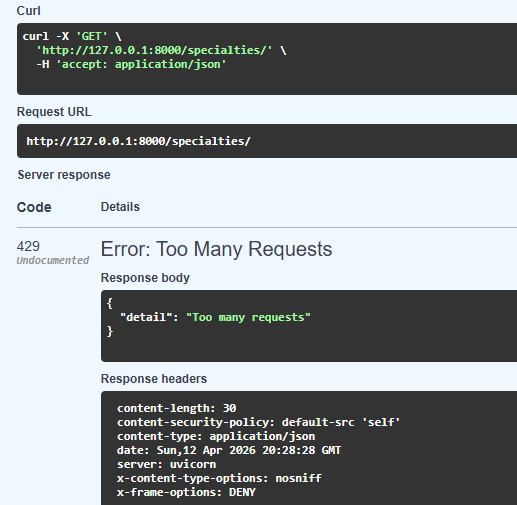 Curl
curl -X 'GET' \
  'http://127.0.0.1:8000/specialties/' \
  -H 'accept: application/json'
Request URL
http://127.0.0.1:8000/specialties/
Server response
Code Details
429 Error: Too Many Requests
Undocumented
Response body
{
  "detail": "Too many requests"
}
Response headers
content-length: 30
content-security-policy: default-src 'self'
content-type: application/json
date: Sun,12 Apr 2026 20:28:28 GMT
server: uvicorn
x-content-type-options: nosniff
x-frame-options: DENY